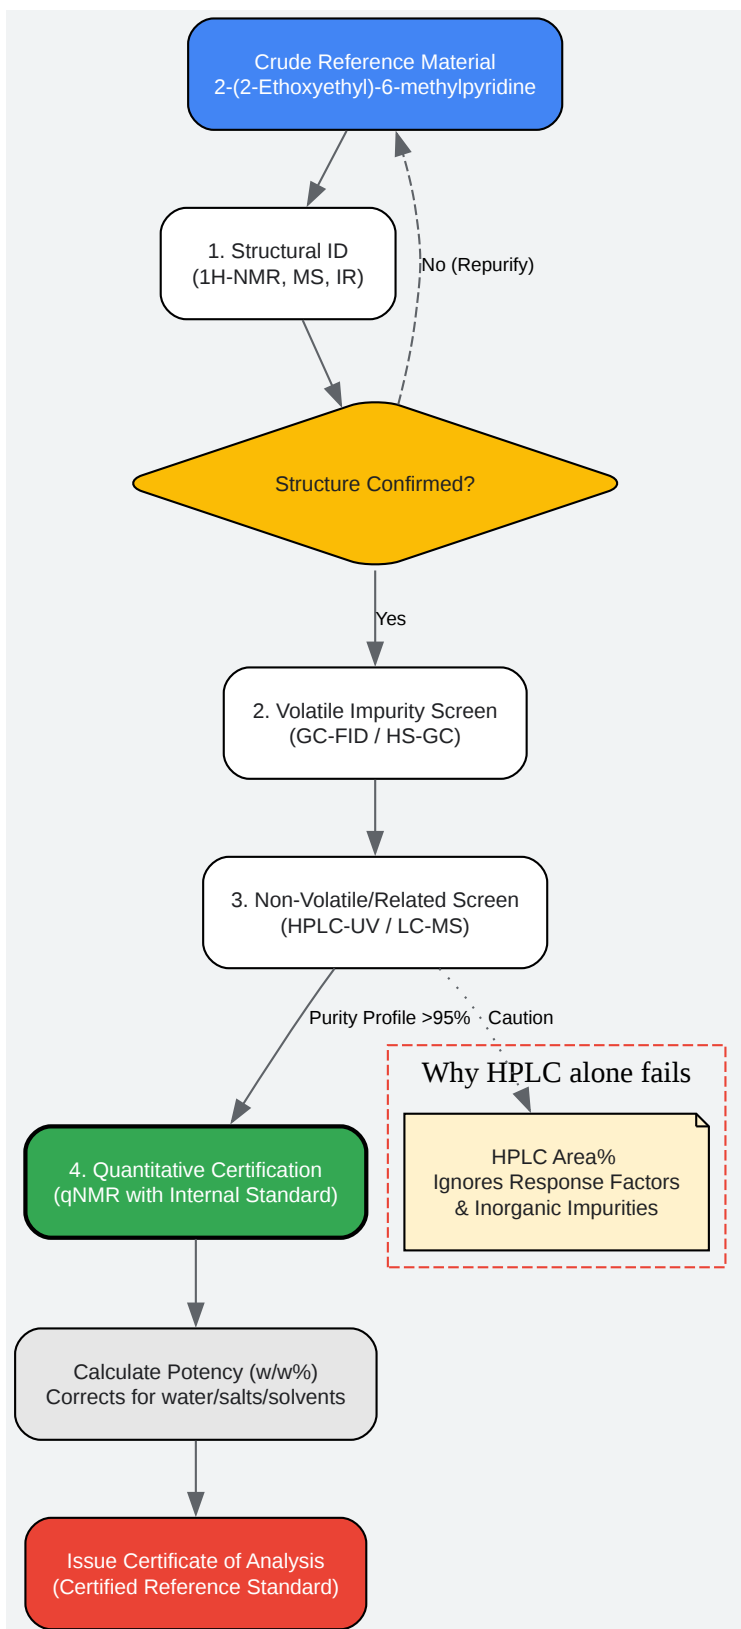 Crude Reference Material
2-(2-Ethoxyethyl)-6-methylpyridine
1. Structural ID
(1H-NMR, MS, IR)
No (Repurify)
Structure Confirmed?
Yes
2. Volatile Impurity Screen
(GC-FID / HS-GC)
3. Non-Volatile/Related Screen
(HPLC-UV / LC-MS)
Purity Profile >95%
Caution
Why HPLC alone fails
HPLC Area%
Ignores Response Factors
& Inorganic Impurities
4. Quantitative Certification
(qNMR with Internal Standard)
Calculate Potency (w/w%)
Corrects for water/salts/solvents
Issue Certificate of Analysis
(Certified Reference Standard)